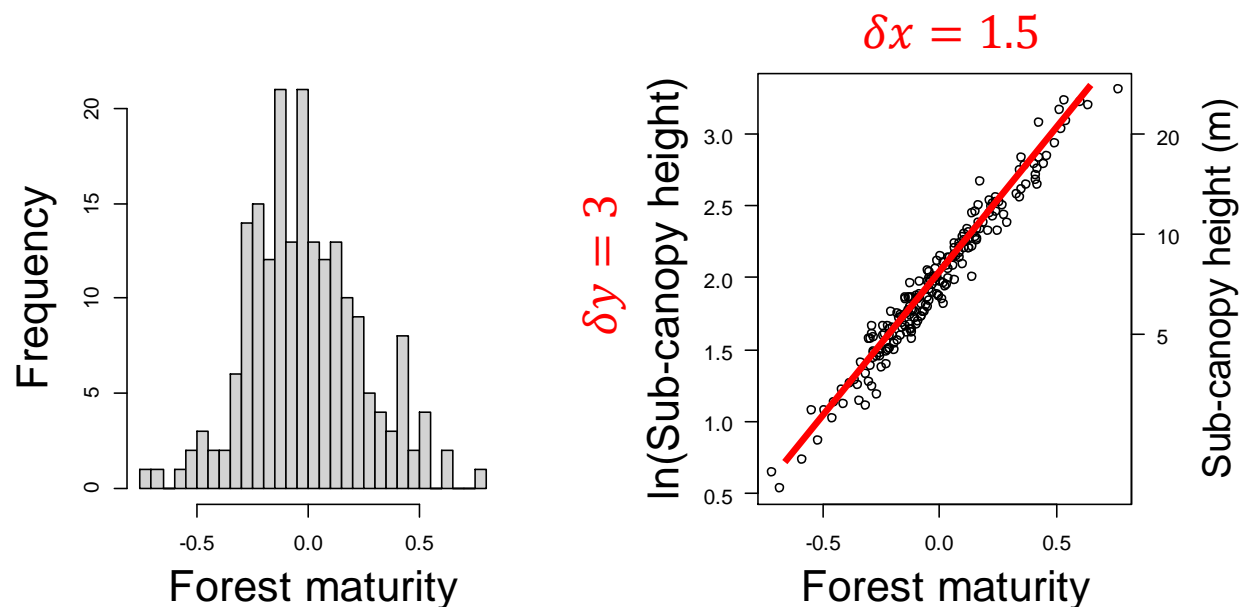 δx = 1.5
Frequency
0
5
10
15
20
-0.5
0.0
0.5
Forest maturity
δy = 3
ln(Sub-canopy height)
0.5
1.0
1.5
2.0
2.5
3.0
-0.5
0.0
0.5
Forest maturity
5
10
20
Sub-canopy height (m)